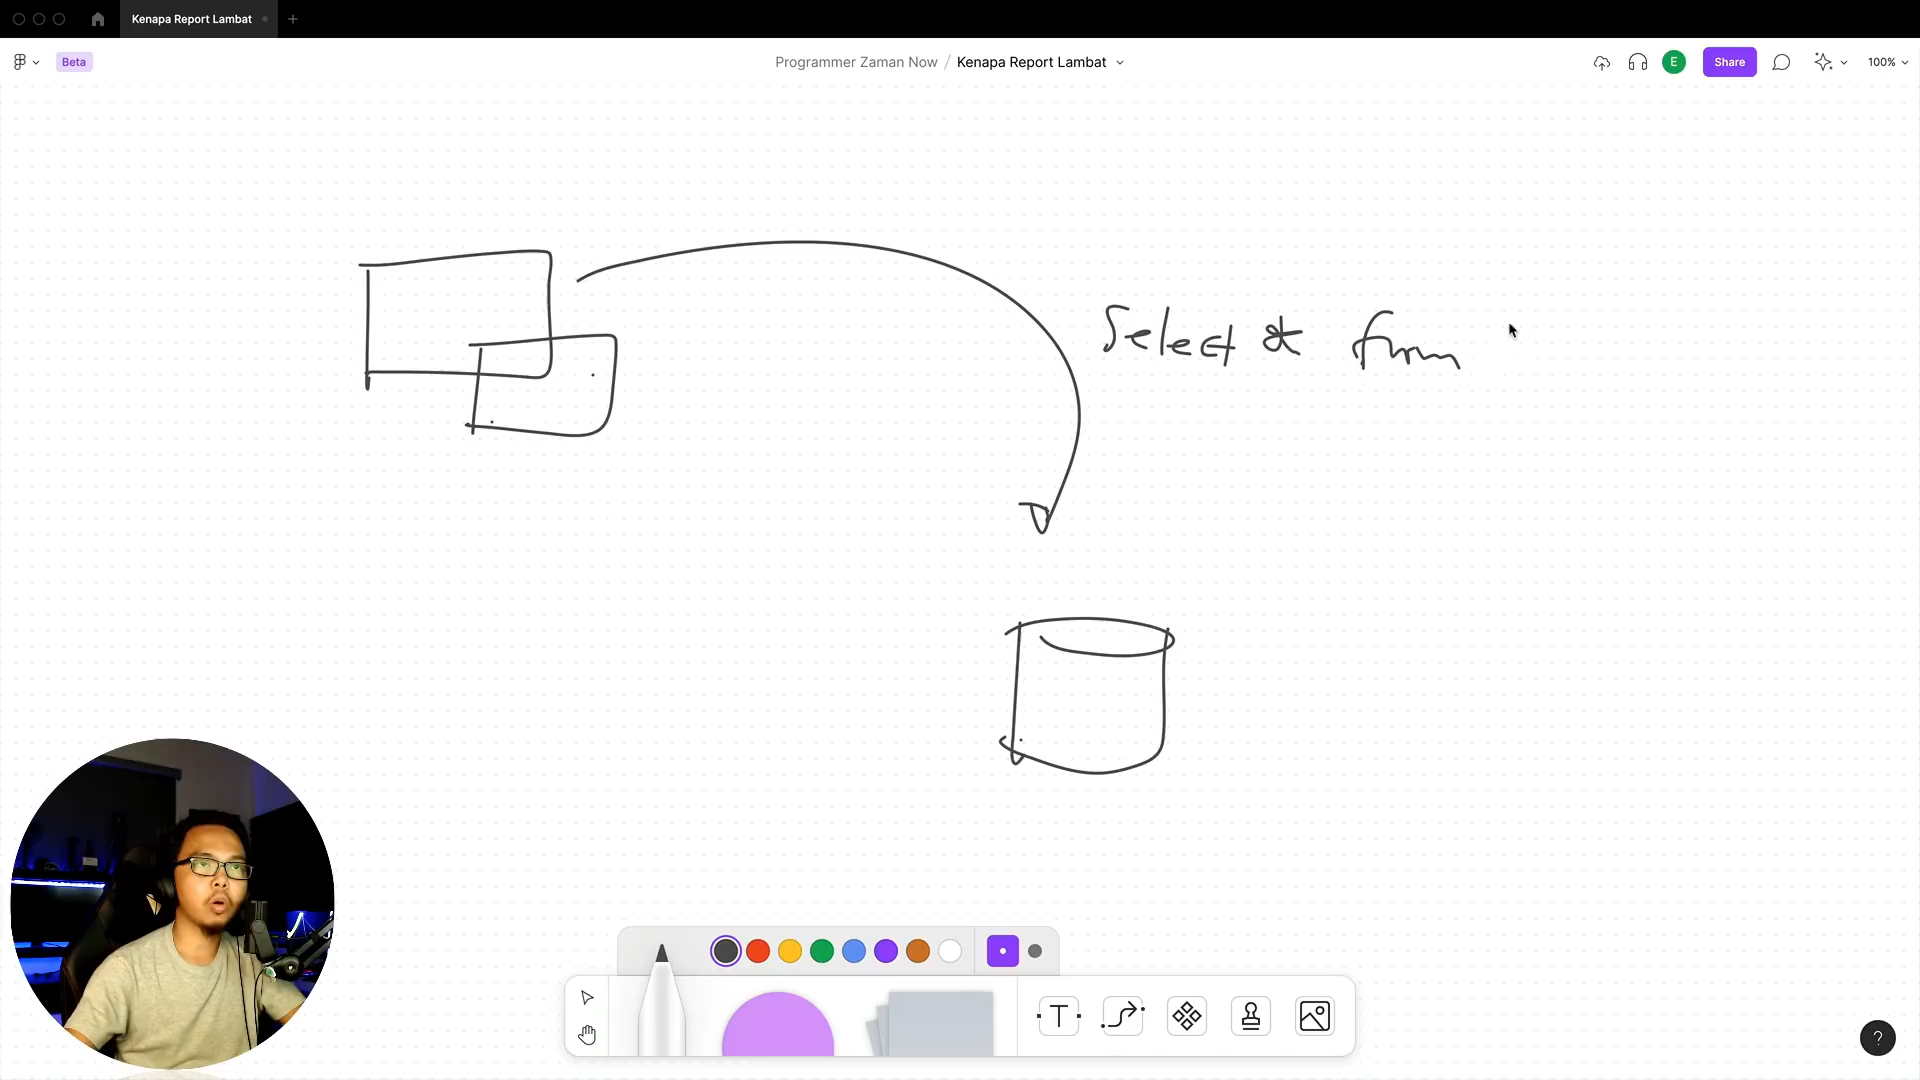 Kenapa Report Lambat
Beta
Programmer Zaman Now / Kenapa Report Lambat
E
Share
100%
Select * from
T
?